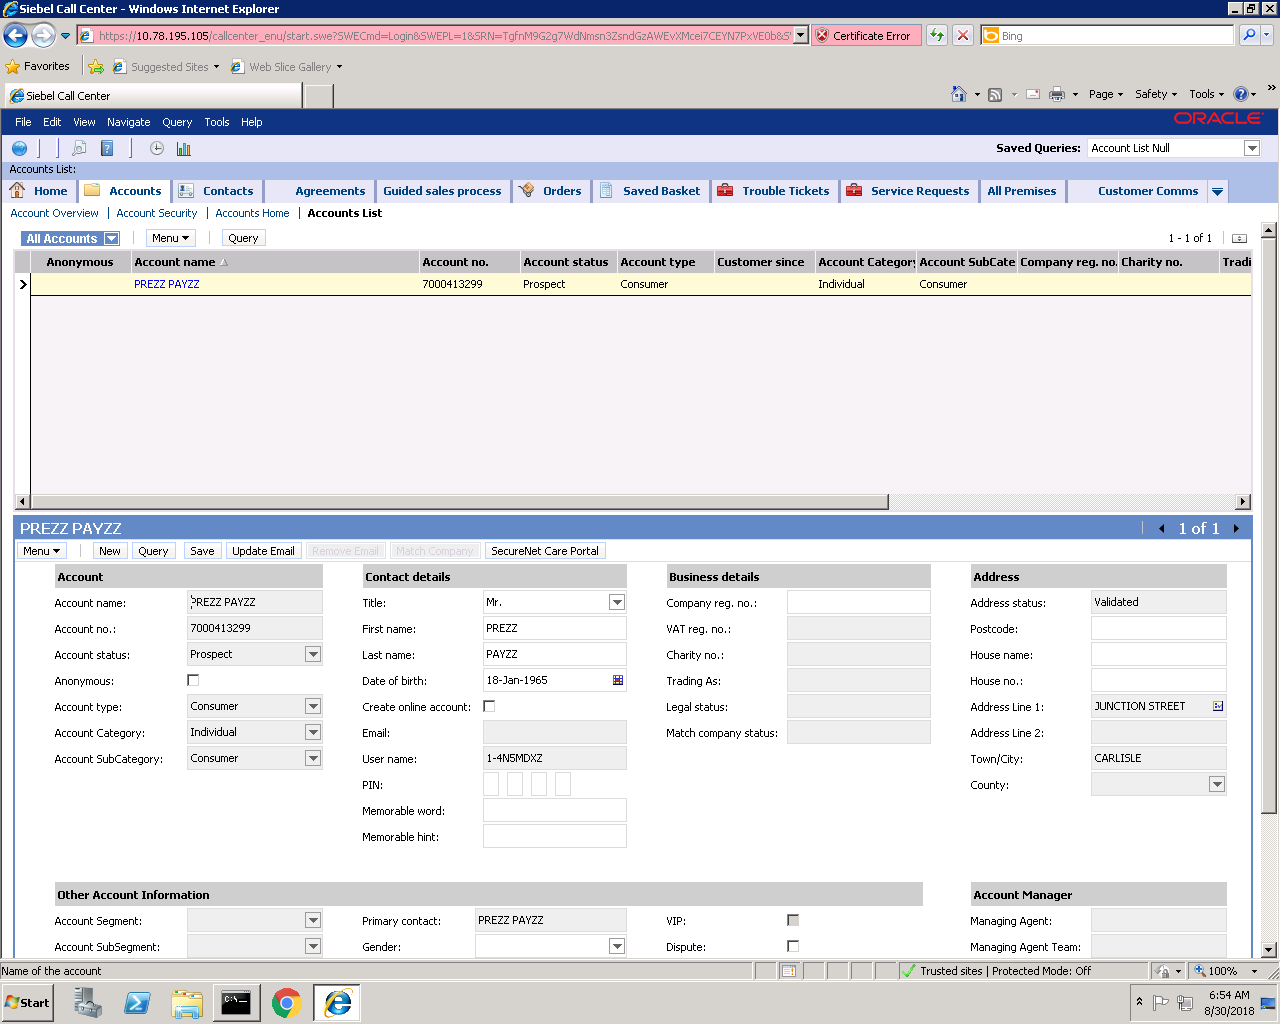 Siebel Call Center - Windows Internet Explorer
https://10.78.195.105/callcenter_enu/start.swe?SWECmd=Login&SWEPL=1&SRN= Certificate Error Bing
Favorites Suggested Sites Web Slice Gallery
Siebel Call Center Page Safety Tools
File Edit View Navigate Query Tools Help ORACLE
Saved Queries: Account List Null
Accounts List:
Home Accounts Contacts Agreements Guided sales process Orders Saved Basket Trouble Tickets Service Requests All Premises Customer Comms
Account Overview | Account Security | Accounts Home | Accounts List
All Accounts Menu Query 1 - 1 of 1
Anonymous Account name Account no. Account status Account type Customer since Account Category Account SubCate Company reg. no. Charity no. Tradi
PREZZ PAYZZ 7000413299 Prospect Consumer Individual Consumer
PREZZ PAYZZ 1 of 1
Menu New Query Save Update Email Remove Email Match Company SecureNet Care Portal
Account Contact details Business details Address
Account name: PREZZ PAYZZ Title: Mr. Company reg. no.: Address status: Validated
Account no.: 7000413299 First name: PREZZ VAT reg. no.: Postcode:
Account status: Prospect Last name: PAYZZ Charity no.: House name:
Anonymous: Date of birth: 18-Jan-1965 Trading As: House no.:
Account type: Consumer Create online account: Legal status: Address Line 1: JUNCTION STREET
Account Category: Individual Email: Match company status: Address Line 2:
Account SubCategory: Consumer User name: 1-4N5MDXZ Town/City: CARLISLE
PIN: County:
Memorable word:
Memorable hint:
Other Account Information Account Manager
Account Segment: Primary contact: PREZZ PAYZZ VIP: Managing Agent:
Account SubSegment: Gender: Dispute: Managing Agent Team:
Name of the account Trusted sites | Protected Mode: Off 100%
Start 6:54 AM
8/30/2018